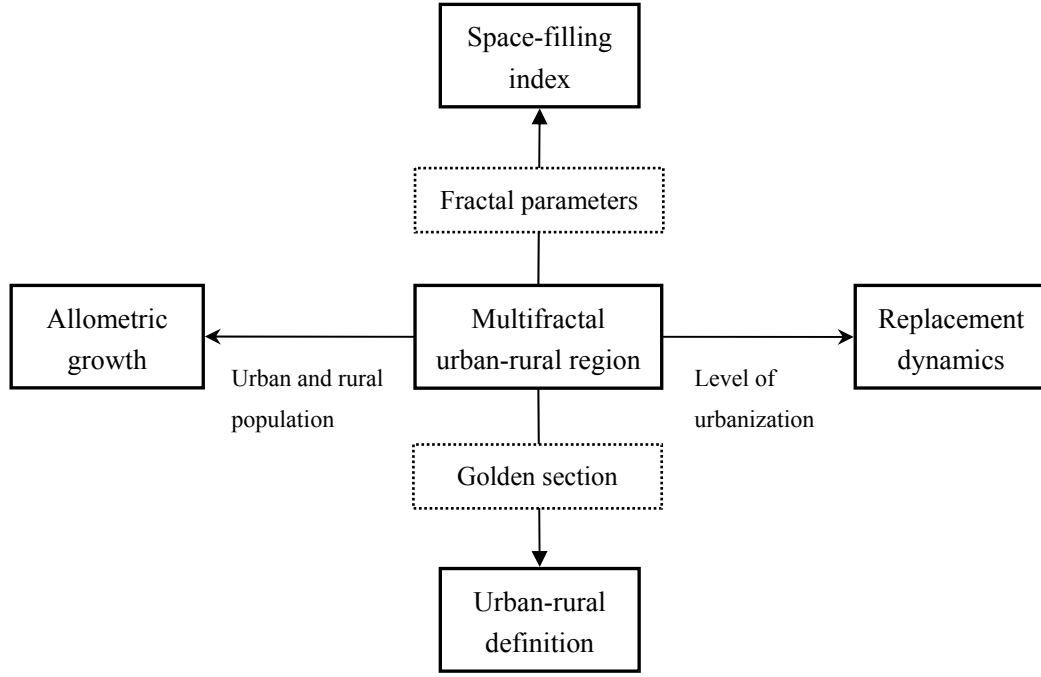 Space-filling
index
Fractal parameters
Allometric
growth
Multifractal
urban-rural region
Replacement
dynamics
Urban and rural
population
Level of
urbanization
Golden section
Urban-rural
definition